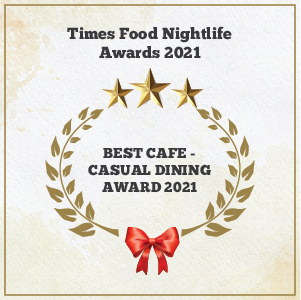 Times Food Nightlife
Awards 2021
BEST CAFE -
CASUAL DINING
AWARD 2021